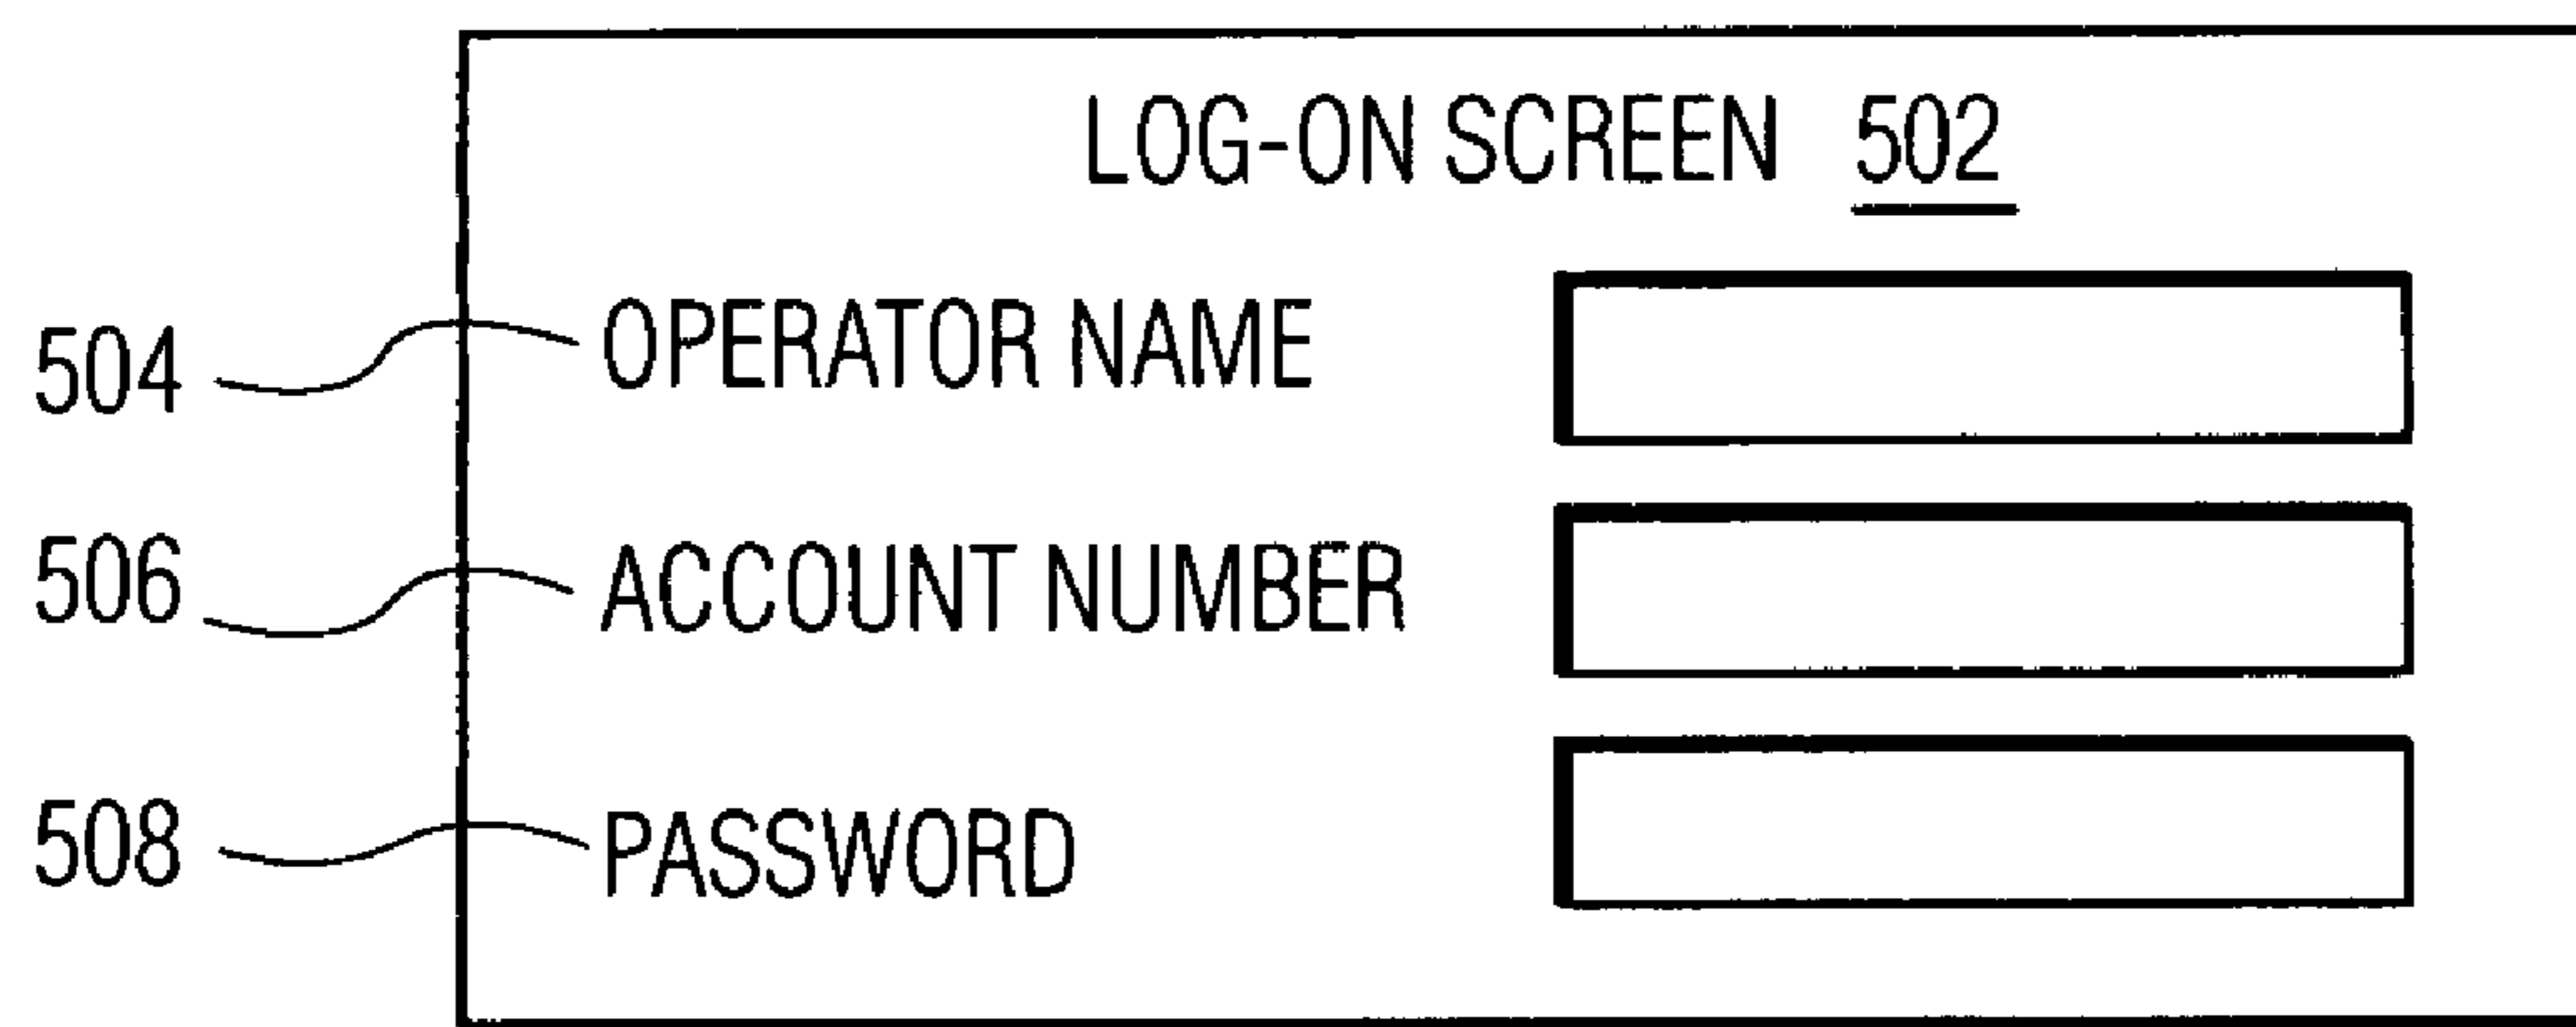 LOG-ON SCREEN 502
504 OPERATOR NAME
506 ACCOUNT NUMBER
508 PASSWORD